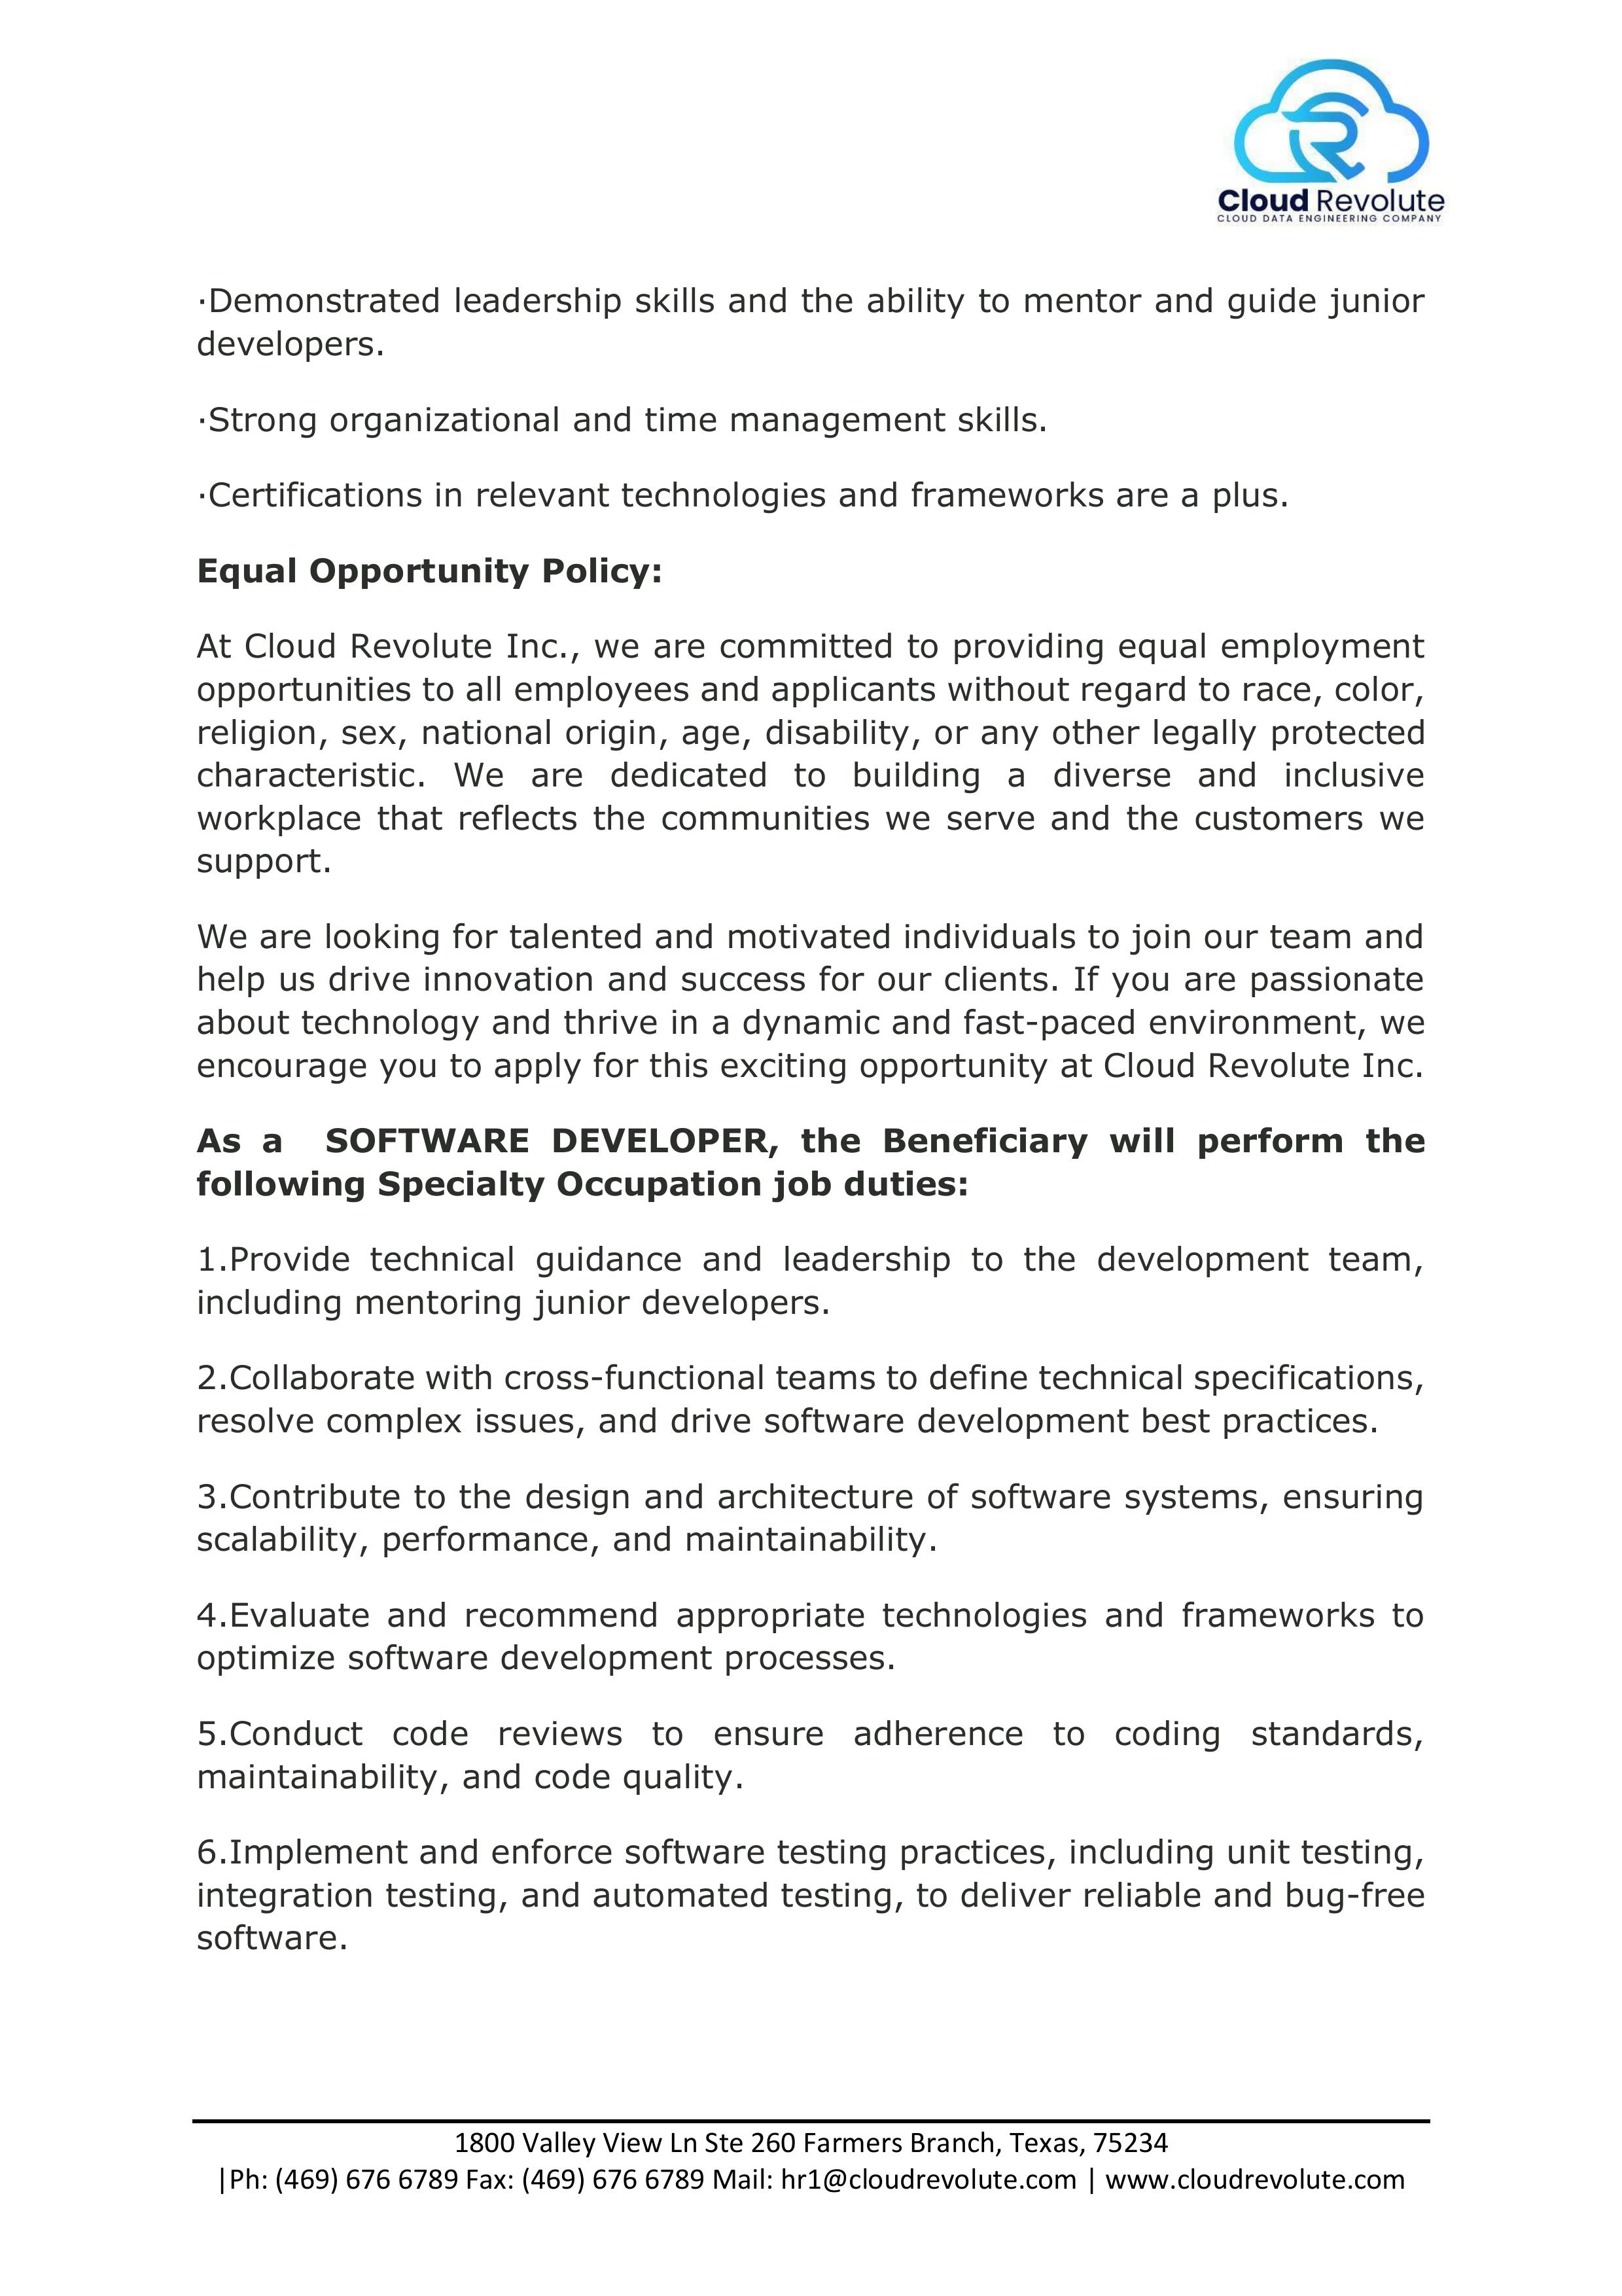 Cloud Revolute
CLOUD DATA ENGINEERING COMPANY
·Demonstrated leadership skills and the ability to mentor and guide junior
developers.
·Strong organizational and time management skills.
·Certifications in relevant technologies and frameworks are a plus.
Equal Opportunity Policy:
At Cloud Revolute Inc., we are committed to providing equal employment
opportunities to all employees and applicants without regard to race, color,
religion, sex, national origin, age, disability, or any other legally protected
characteristic. We are dedicated to building a diverse and inclusive
workplace that reflects the communities we serve and the customers we
support.
We are looking for talented and motivated individuals to join our team and
help us drive innovation and success for our clients. If you are passionate
about technology and thrive in a dynamic and fast-paced environment, we
encourage you to apply for this exciting opportunity at Cloud Revolute Inc.
As a  SOFTWARE DEVELOPER, the Beneficiary will perform the
following Specialty Occupation job duties:
1.Provide technical guidance and leadership to the development team,
including mentoring junior developers.
2.Collaborate with cross-functional teams to define technical specifications,
resolve complex issues, and drive software development best practices.
3.Contribute to the design and architecture of software systems, ensuring
scalability, performance, and maintainability.
4.Evaluate and recommend appropriate technologies and frameworks to
optimize software development processes.
5.Conduct code reviews to ensure adherence to coding standards,
maintainability, and code quality.
6.Implement and enforce software testing practices, including unit testing,
integration testing, and automated testing, to deliver reliable and bug-free
software.
1800 Valley View Ln Ste 260 Farmers Branch, Texas, 75234
|Ph: (469) 676 6789 Fax: (469) 676 6789 Mail: hr1@cloudrevolute.com | www.cloudrevolute.com